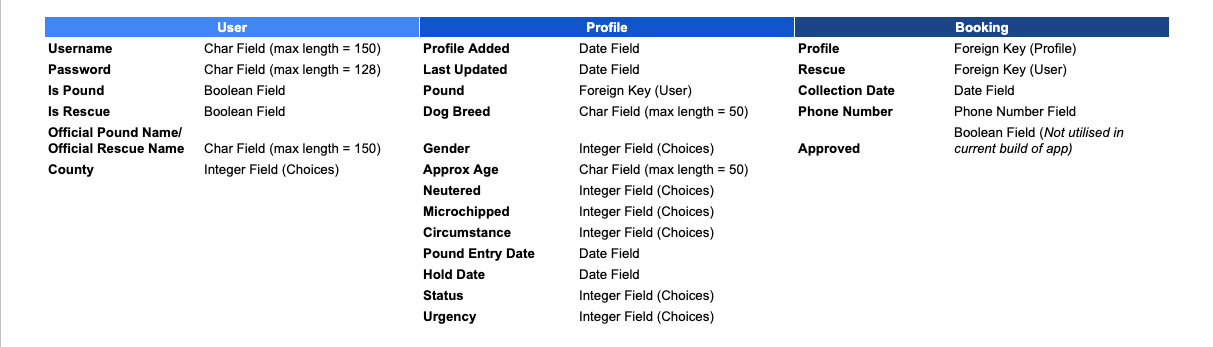 User Profile Booking
Username Char Field (max length = 150) Profile Added Date Field Profile Foreign Key (Profile)
Password Char Field (max length = 128) Last Updated Date Field Rescue Foreign Key (User)
Is Pound Boolean Field Pound Foreign Key (User) Collection Date Date Field
Is Rescue Boolean Field Dog Breed Char Field (max length = 50) Phone Number Phone Number Field
Official Pound Name/ Boolean Field (Not utilised in
Official Rescue Name Char Field (max length = 150) Gender Integer Field (Choices) Approved current build of app)
County Integer Field (Choices) Approx Age Char Field (max length = 50)
Neutered Integer Field (Choices)
Microchipped Integer Field (Choices)
Circumstance Integer Field (Choices)
Pound Entry Date Date Field
Hold Date Date Field
Status Integer Field (Choices)
Urgency Integer Field (Choices)